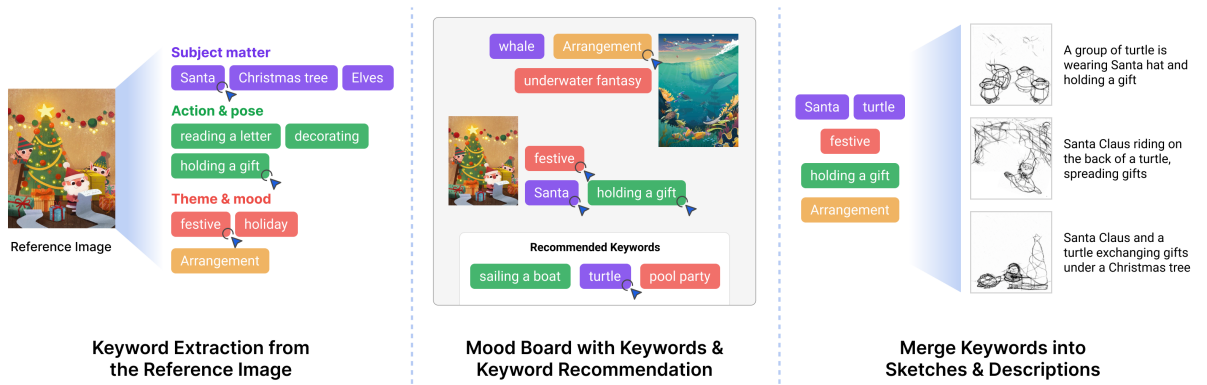 Subject matter
Santa Christmas tree Elves
Action & pose
reading a letter decorating
holding a gift
Theme & mood
festive holiday
Arrangement
Reference Image
Keyword Extraction from
the Reference Image
whale Arrangement
underwater fantasy
festive
Santa holding a gift
Recommended Keywords
sailing a boat turtle pool party
Mood Board with Keywords &
Keyword Recommendation
Santa turtle
festive
holding a gift
Arrangement
A group of turtle is
wearing Santa hat and
holding a gift
Santa Claus riding on
the back of a turtle,
spreading gifts
Santa Claus and a
turtle exchanging gifts
under a Christmas tree
Merge Keywords into
Sketches & Descriptions